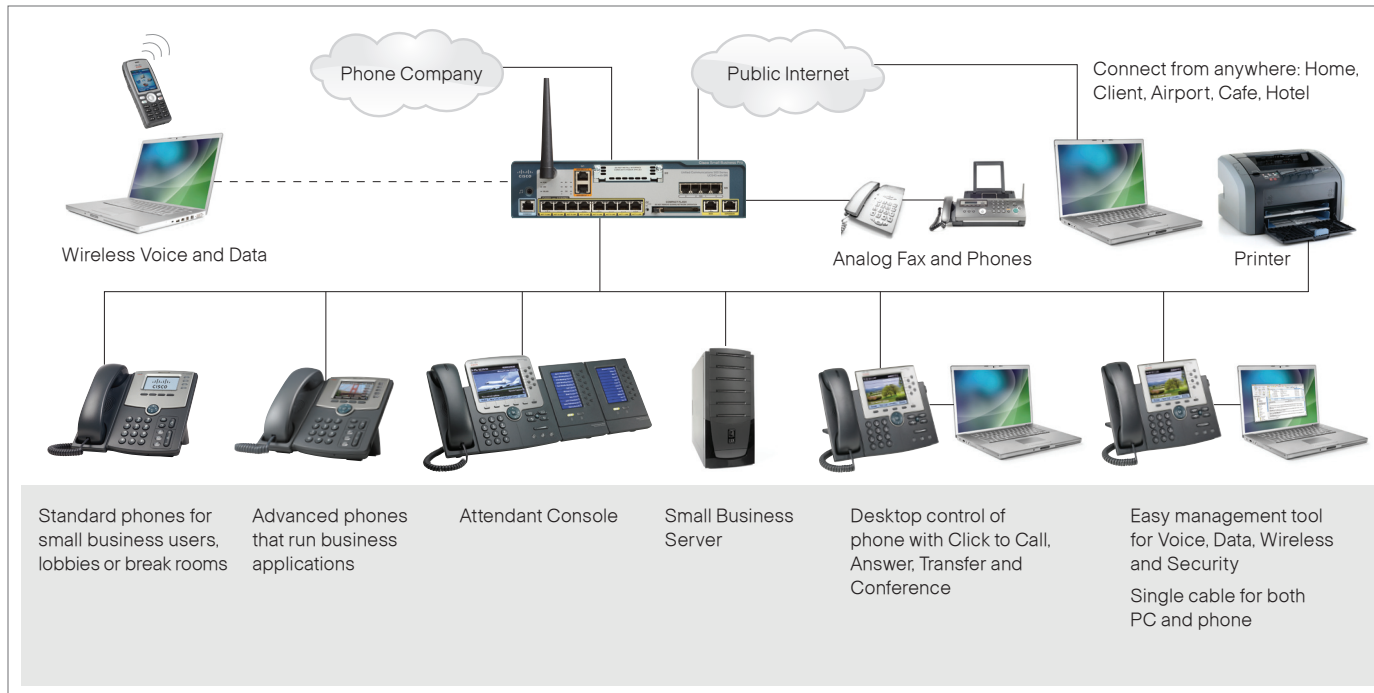 Phone Company
Public Internet
Connect from anywhere: Home,
Client, Airport, Cafe, Hotel
Wireless Voice and Data
CISCO
Analog Fax and Phones
Printer
CISCO
Standard phones for
small business users,
lobbies or break rooms
Advanced phones
that run business
applications
Attendant Console
Small Business
Server
Desktop control of
phone with Click to Call,
Answer, Transfer and
Conference
Easy management tool
for Voice, Data, Wireless
and Security
Single cable for both
PC and phone